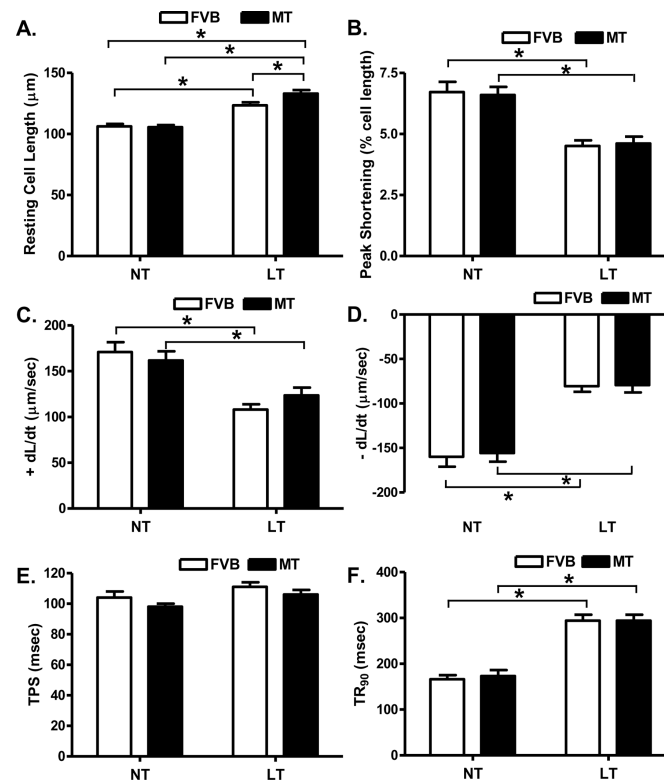 A.
FVB MT
*
*
*
*
Resting Cell Length (μm)
150
100
50
0
NT LT
B.
FVB MT
*
*
Peak Shortening (% cell length)
7.5
5.0
2.5
0.0
NT LT
C.
FVB MT
*
*
+ dL/dt (μm/sec)
200
150
100
50
0
NT LT
D.
FVB MT
- dL/dt (μm/sec)
0
-50
-100
-150
-200
*
*
NT LT
E.
FVB MT
TPS
(msec)
120
100
80
60
40
20
0
NT LT
F.
FVB MT
*
*
TR90
(msec)
400
300
200
100
0
NT LT